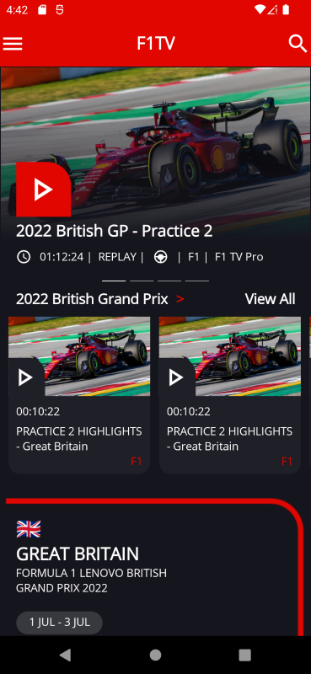 4:42
F1TV
2022 British GP - Practice 2
01:12:24 | REPLAY | | F1 | F1 TV Pro
2022 British Grand Prix > View All
00:10:22 00:10:22
PRACTICE 2 HIGHLIGHTS PRACTICE 2 HIGHLIGHTS
- Great Britain - Great Britain
F1 F1
GREAT BRITAIN
FORMULA 1 LENOVO BRITISH
GRAND PRIX 2022
1 JUL - 3 JUL